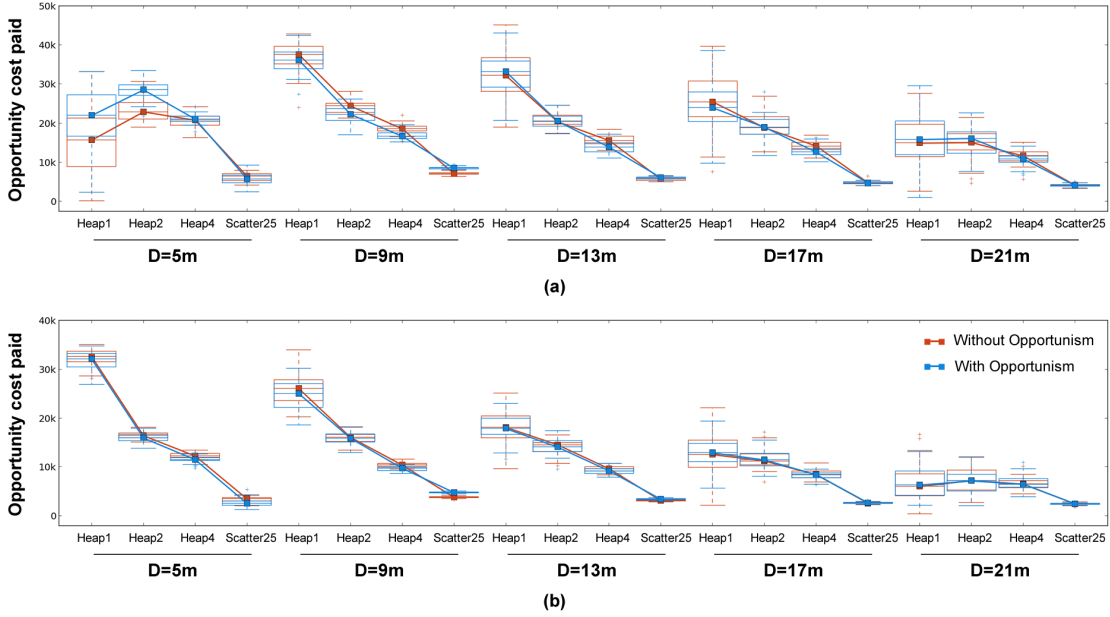 50k
40k
30k
20k
10k
0
Opportunity cost paid
Heap1 Heap2 Heap4 Scatter25 Heap1 Heap2 Heap4 Scatter25 Heap1 Heap2 Heap4 Scatter25 Heap1 Heap2 Heap4 Scatter25 Heap1 Heap2 Heap4 Scatter25
D=5m D=9m D=13m D=17m D=21m
(a)
40k
30k
20k
10k
0
Opportunity cost paid
Without Opportunism
With Opportunism
Heap1 Heap2 Heap4 Scatter25 Heap1 Heap2 Heap4 Scatter25 Heap1 Heap2 Heap4 Scatter25 Heap1 Heap2 Heap4 Scatter25 Heap1 Heap2 Heap4 Scatter25
D=5m D=9m D=13m D=17m D=21m
(b)